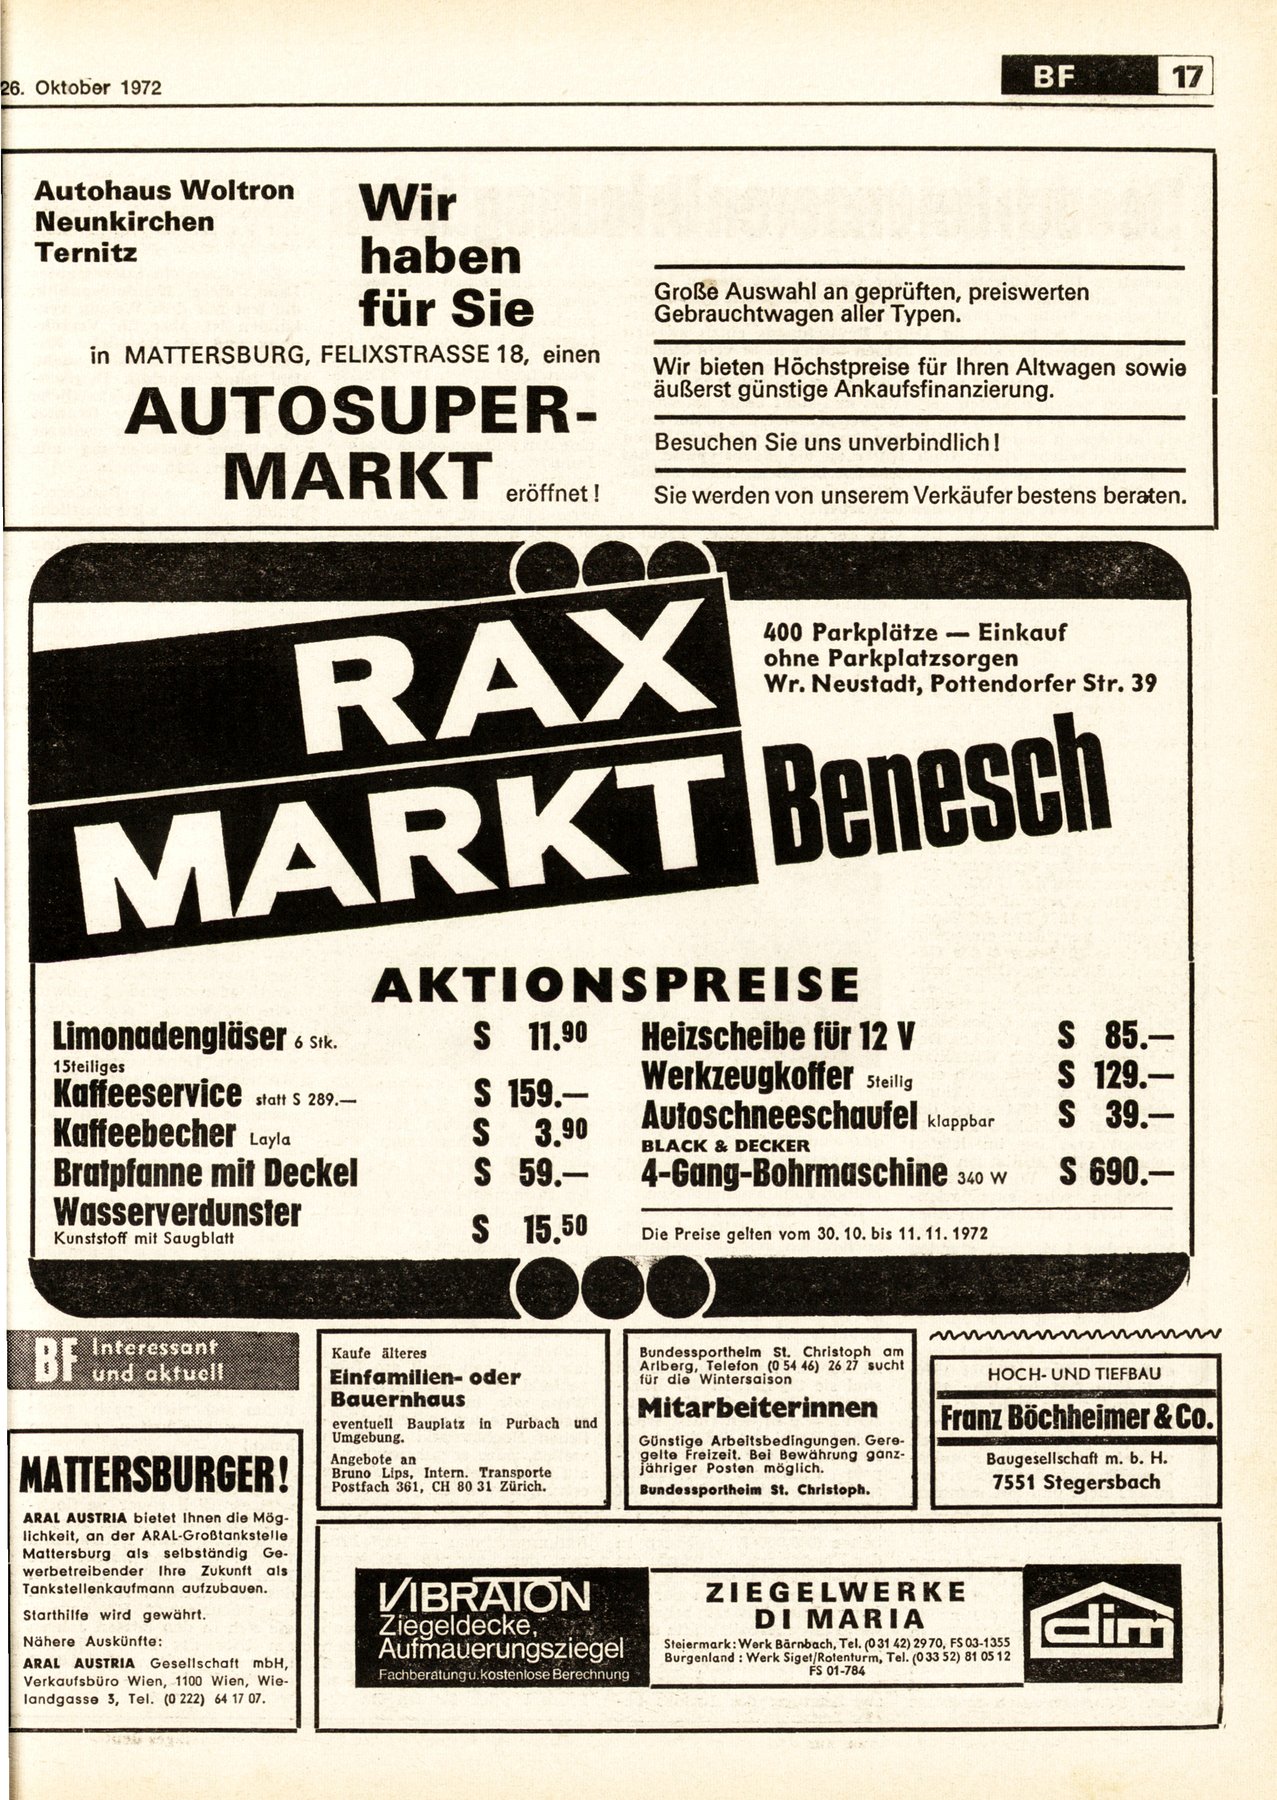 26. Oktober 1972
BF 17
Autohaus Woltron
Neunkirchen
Ternitz
Wir
haben
für Sie
in MATTERSBURG, FELIXSTRASSE 18, einen
AUTOSUPER-
MARKT eröffnet!
Große Auswahl an geprüften, preiswerten
Gebrauchtwagen aller Typen.
Wir bieten Höchstpreise für Ihren Altwagen sowie
äußerst günstige Ankaufsfinanzierung.
Besuchen Sie uns unverbindlich!
Sie werden von unserem Verkäufer bestens beraten.
RAX
MARKT
400 Parkplätze — Einkauf
ohne Parkplatzsorgen
Wr. Neustadt, Pottendorfer Str. 39
Benesch
AKTIONSPREISE
Limonadengläser 6 Stk. S 11.90
15teiliges
Kaffeeservice statt S 289.— S 159.—
Kaffeebecher Layla S 3.90
Bratpfanne mit Deckel S 59.—
Wasserverdunster
Kunststoff mit Saugblatt S 15.50
Heizscheibe für 12 V S 85.—
Werkzeugkoffer 5teilig S 129.—
Autoschneeschaufel klappbar S 39.—
BLACK & DECKER
4-Gang-Bohrmaschine 340 W S 690.—
Die Preise gelten vom 30. 10. bis 11. 11. 1972
BF Interessant
und aktuell
MATTERSBURGER!
ARAL AUSTRIA bietet Ihnen die Mög-
lichkeit, an der ARAL-Großtankstelle
Mattersburg als selbständig Ge-
werbetreibender Ihre Zukunft als
Tankstellenkaufmann aufzubauen.
Starthilfe wird gewährt.
Nähere Auskünfte:
ARAL AUSTRIA Gesellschaft mbH,
Verkaufsbüro Wien, 1100 Wien, Wie-
landgasse 3, Tel. (0 222) 64 17 07.
Kaufe älteres
Einfamilien- oder
Bauernhaus
eventuell Bauplatz in Purbach und
Umgebung.
Angebote an
Bruno Lips, Intern. Transporte
Postfach 361, CH 80 31 Zürich.
Bundessportheim St. Christoph am
Arlberg, Telefon (0 54 46) 26 27 sucht
für die Wintersaison
Mitarbeiterinnen
Günstige Arbeitsbedingungen. Gere-
gelte Freizeit. Bei Bewährung ganz-
jähriger Posten möglich.
Bundessportheim St. Christoph.
HOCH- UND TIEFBAU
Franz Böchheimer & Co.
Baugesellschaft m. b. H.
7551 Stegersbach
VIBRATON
Ziegeldecke,
Aufmauerungsziegel
Fachberatung u. kostenlose Berechnung
ZIEGELWERKE
DI MARIA
Steiermark: Werk Bärnbach, Tel. (0 31 42) 29 70, FS 03-1355
Burgenland: Werk Siget/Rotenturm, Tel. (0 33 52) 81 05 12
FS 01-784
dim